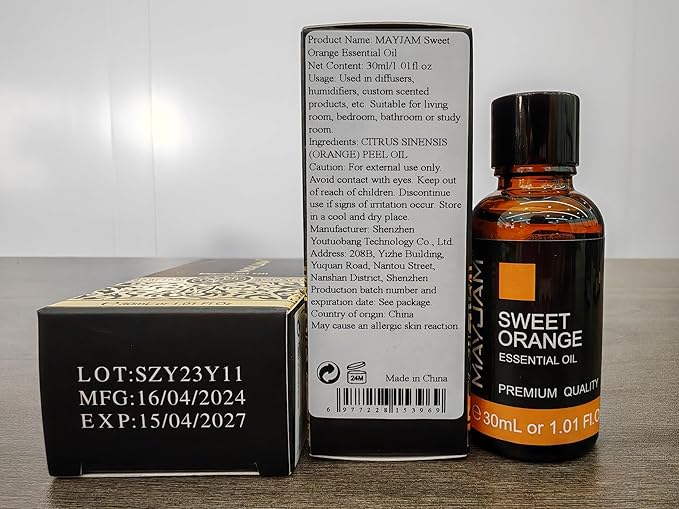 Product Name: MAYJAM Sweet
Orange Essential Oil
Net Content: 30ml/1.01fl.oz
Usage: Used in diffusers,
humidifiers, custom scented
products, etc Suitable for living
room, bedroom, bathroom or study
room.
Ingredients: CITRUS SINENSIS
(ORANGE) PEEL OIL
Caution: For external use only.
Avoid contact with eyes. Keep out
of reach of children. Discontinue
use if signs of irritation occur. Store
in a cool and dry place.
Manufacturer: Shenzhen
Youtuobang Technology Co., Ltd.
Address: 208B, Yizhe Building,
Yuquan Road, Nantou Street,
Nanshan District, Shenzhen
Production batch number and
expiration date: See package.
Country of origin: China
May cause an allergic skin reaction.
24M
Made in China
6 977228 153969
LOT:SZY23Y11
MFG:16/04/2024
EXP:15/04/2027
MAYJAM
SWEET
ORANGE
ESSENTIAL OIL
PREMIUM QUALITY
℮30mL or 1.01 Fl.O